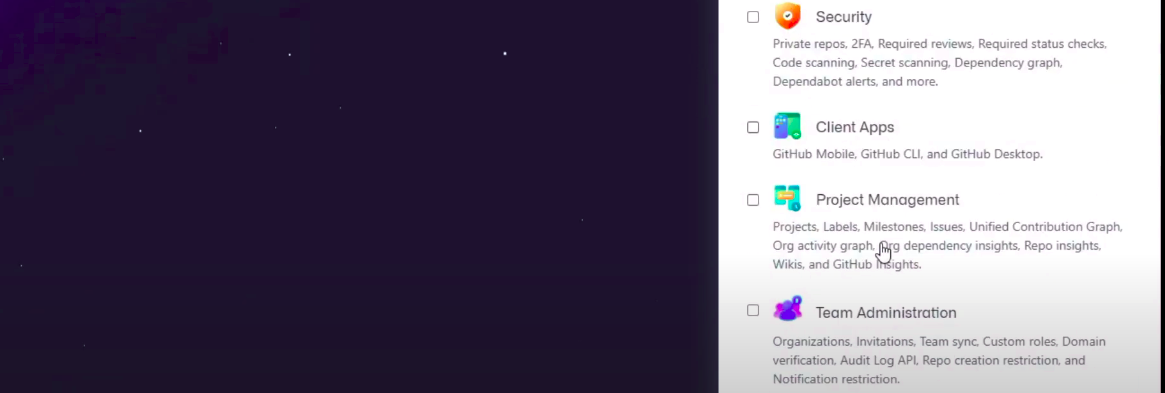 Security
Private repos, 2FA, Required reviews, Required status checks,
Code scanning, Secret scanning, Dependency graph,
Dependabot alerts, and more.
Client Apps
GitHub Mobile, GitHub CLI, and GitHub Desktop.
Project Management
Projects, Labels, Milestones, Issues, Unified Contribution Graph,
Org activity graph, Org dependency insights, Repo insights,
Wikis, and GitHub Insights.
Team Administration
Organizations, Invitations, Team sync, Custom roles, Domain
verification, Audit Log API, Repo creation restriction, and
Notification restriction.